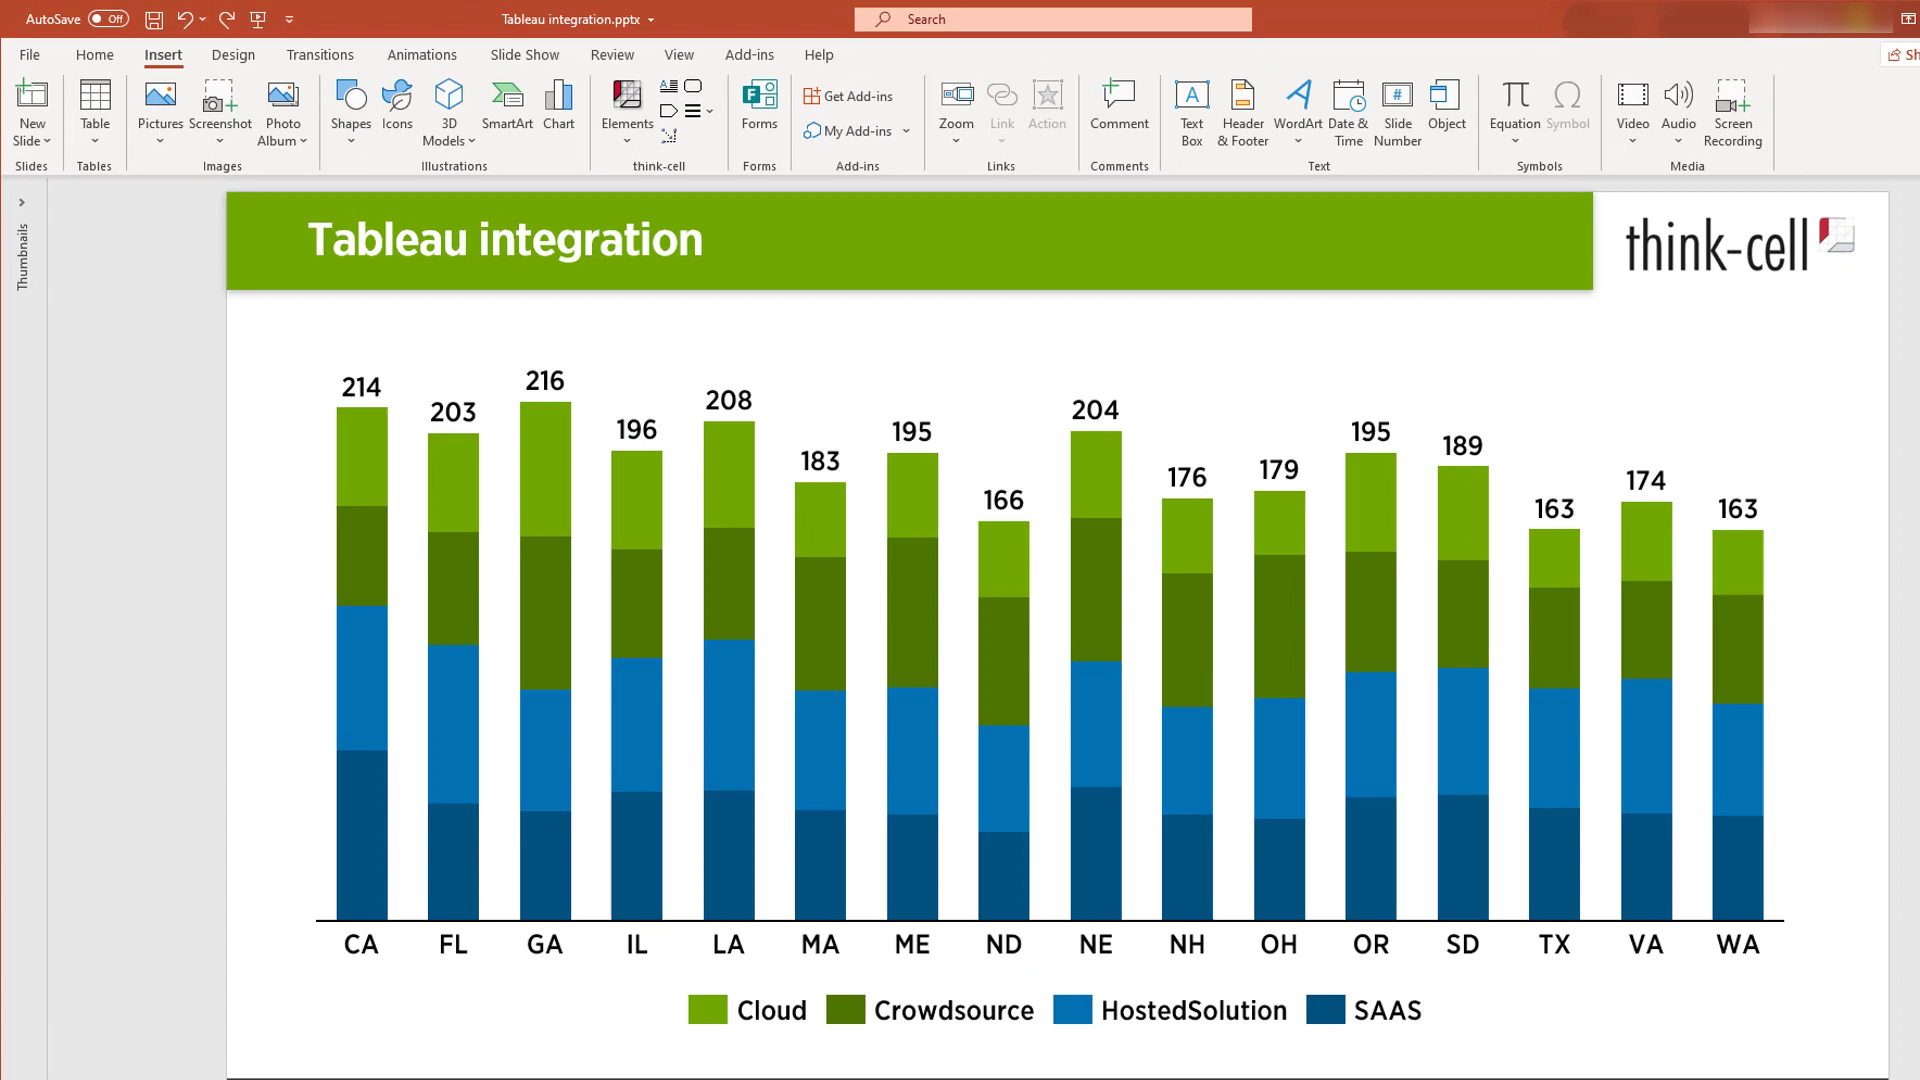 AutoSave Off Tableau integration.pptx Search
File Home Insert Design Transitions Animations Slide Show Review View Add-ins Help Sh
New Slide Table Pictures Screenshot Photo Album Shapes Icons 3D Models SmartArt Chart Elements Forms Get Add-ins My Add-ins Zoom Link Action Comment Text Box Header & Footer WordArt Date & Time Slide Number Object Equation Symbol Video Audio Screen Recording
Slides Tables Images Illustrations think-cell Forms Add-ins Links Comments Text Symbols Media
Thumbnails
Tableau integration
think-cell
214 203 216 196 208 183 195 166 204 176 179 195 189 163 174 163
CA FL GA IL LA MA ME ND NE NH OH OR SD TX VA WA
Cloud Crowdsource HostedSolution SAAS